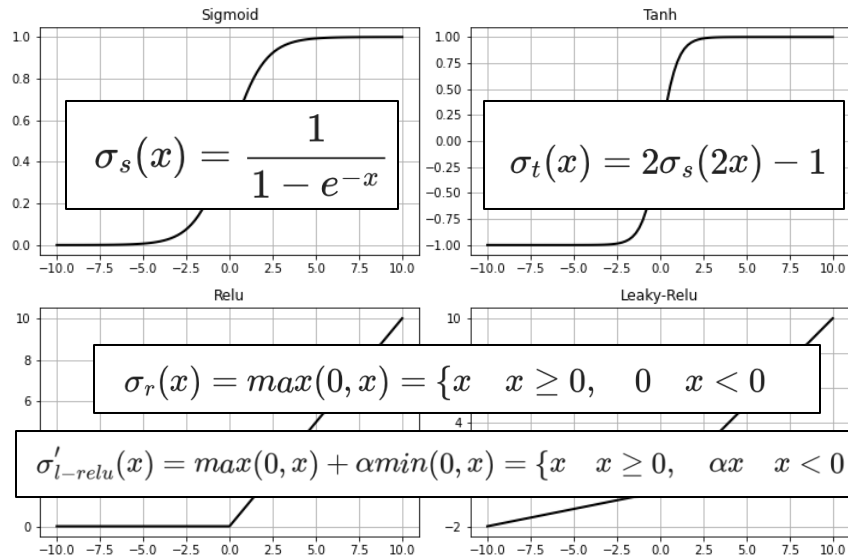 Sigmoid
1.0
0.8
0.6
0.4
0.2
0.0
σ_s(x) = 1 / (1 − e^{−x})
−10.0 −7.5 −5.0 −2.5 0.0 2.5 5.0 7.5 10.0
Tanh
1.00
0.75
0.50
0.25
0.00
−0.25
−0.50
−0.75
−1.00
σ_t(x) = 2σ_s(2x) − 1
−10.0 −7.5 −5.0 −2.5 0.0 2.5 5.0 7.5 10.0
Relu
10
8
6
0
σ_r(x) = max(0, x) = {x x ≥ 0, 0 x < 0
−10.0 −7.5 −5.0 −2.5 0.0 2.5 5.0 7.5 10.0
Leaky-Relu
10
4
−2
σ′_{l−relu}(x) = max(0, x) + αmin(0, x) = {x x ≥ 0, αx x < 0
−10.0 −7.5 −5.0 −2.5 0.0 2.5 5.0 7.5 10.0